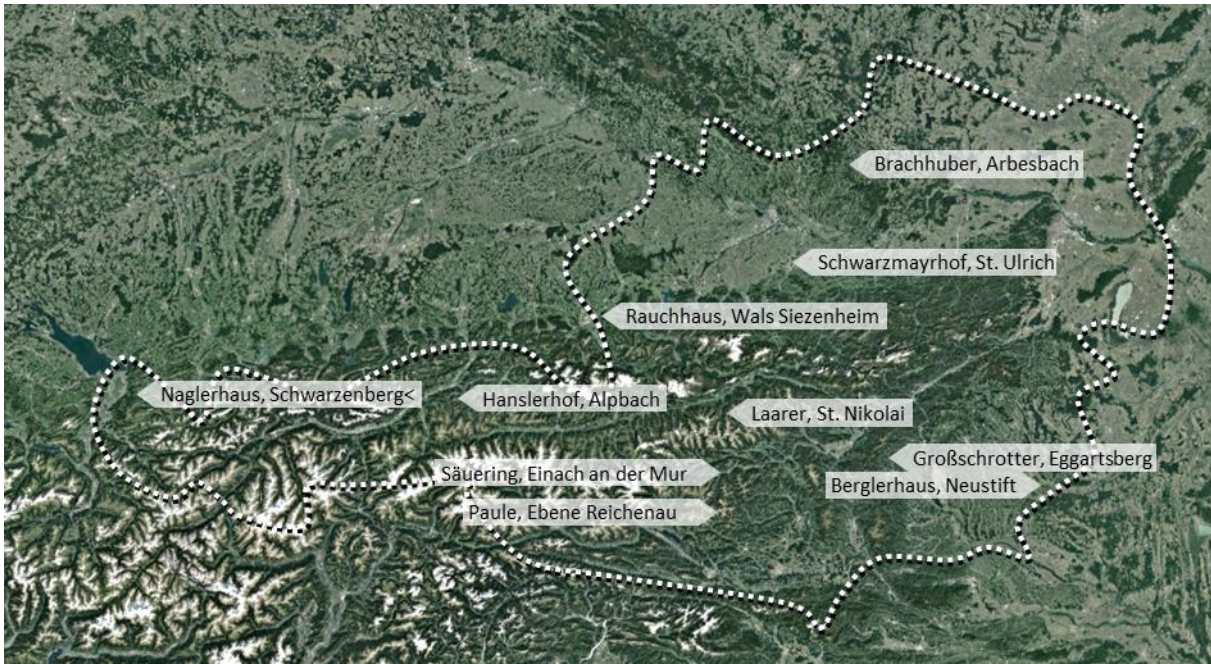 Brachhuber, Arbesbach
Schwarzmayrhof, St. Ulrich
Rauchhaus, Wals Siezenheim
Naglerhaus, Schwarzenberg<
Hanslerhof, Alpbach
Laarer, St. Nikolai
Großschrotter, Eggartsberg
Säuering, Einach an der Mur
Berglerhaus, Neustift
Paule, Ebene Reichenau